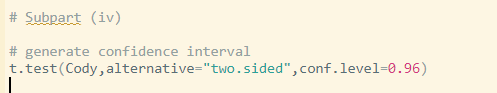 # Subpart (iv)
# generate confidence interval
t.test(Cody,alternative="two.sided",conf.level=0.96)